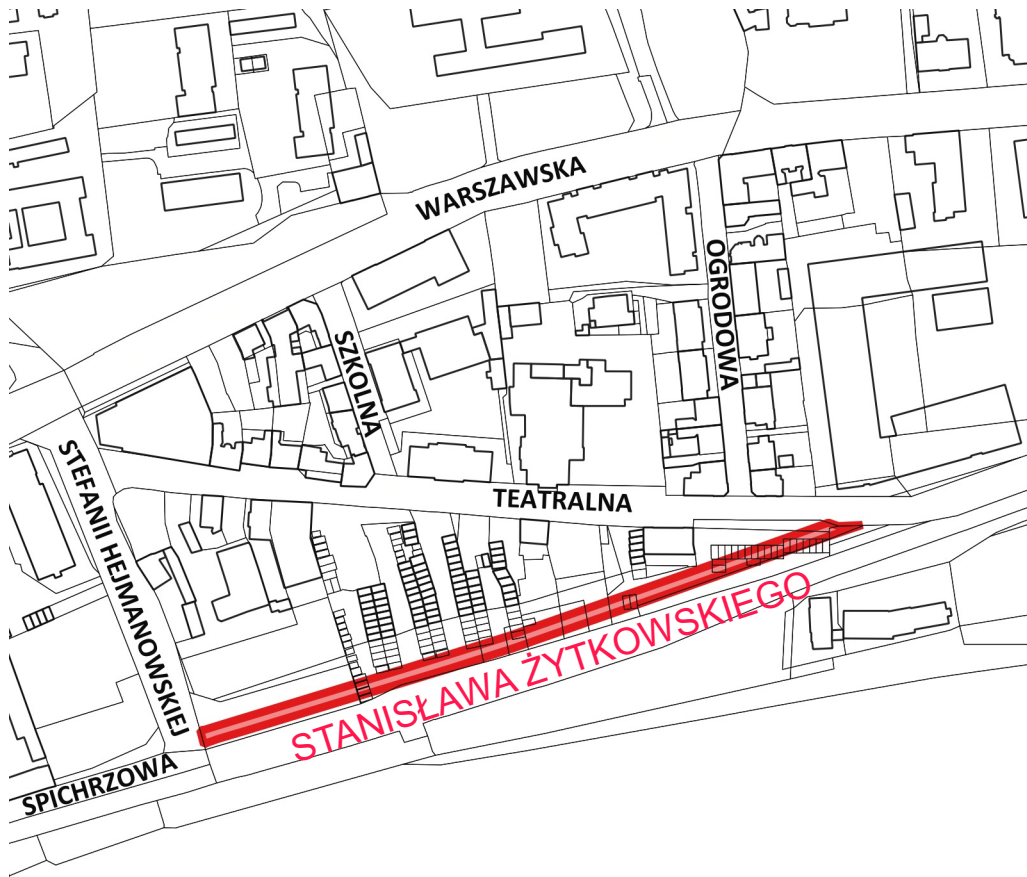 WARSZAWSKA
OGRODOWA
SZKOLNA
STEFANII HEJMANOWSKIEJ
TEATRALNA
STANISŁAWA ŻYTKOWSKIEGO
SPICHRZOWA